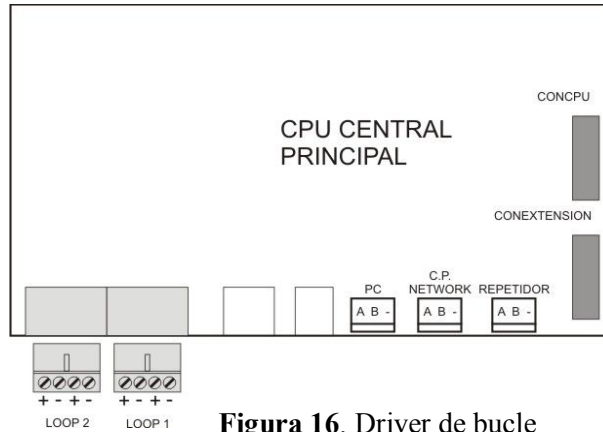 CONCPU
CPU CENTRAL
PRINCIPAL
CONEXTENSION
PC
C.P.
NETWORK
REPETIDOR
A B -
A B -
A B -
+ - + -
+ - + -
LOOP 2
LOOP 1
Figura 16. Driver de bucle